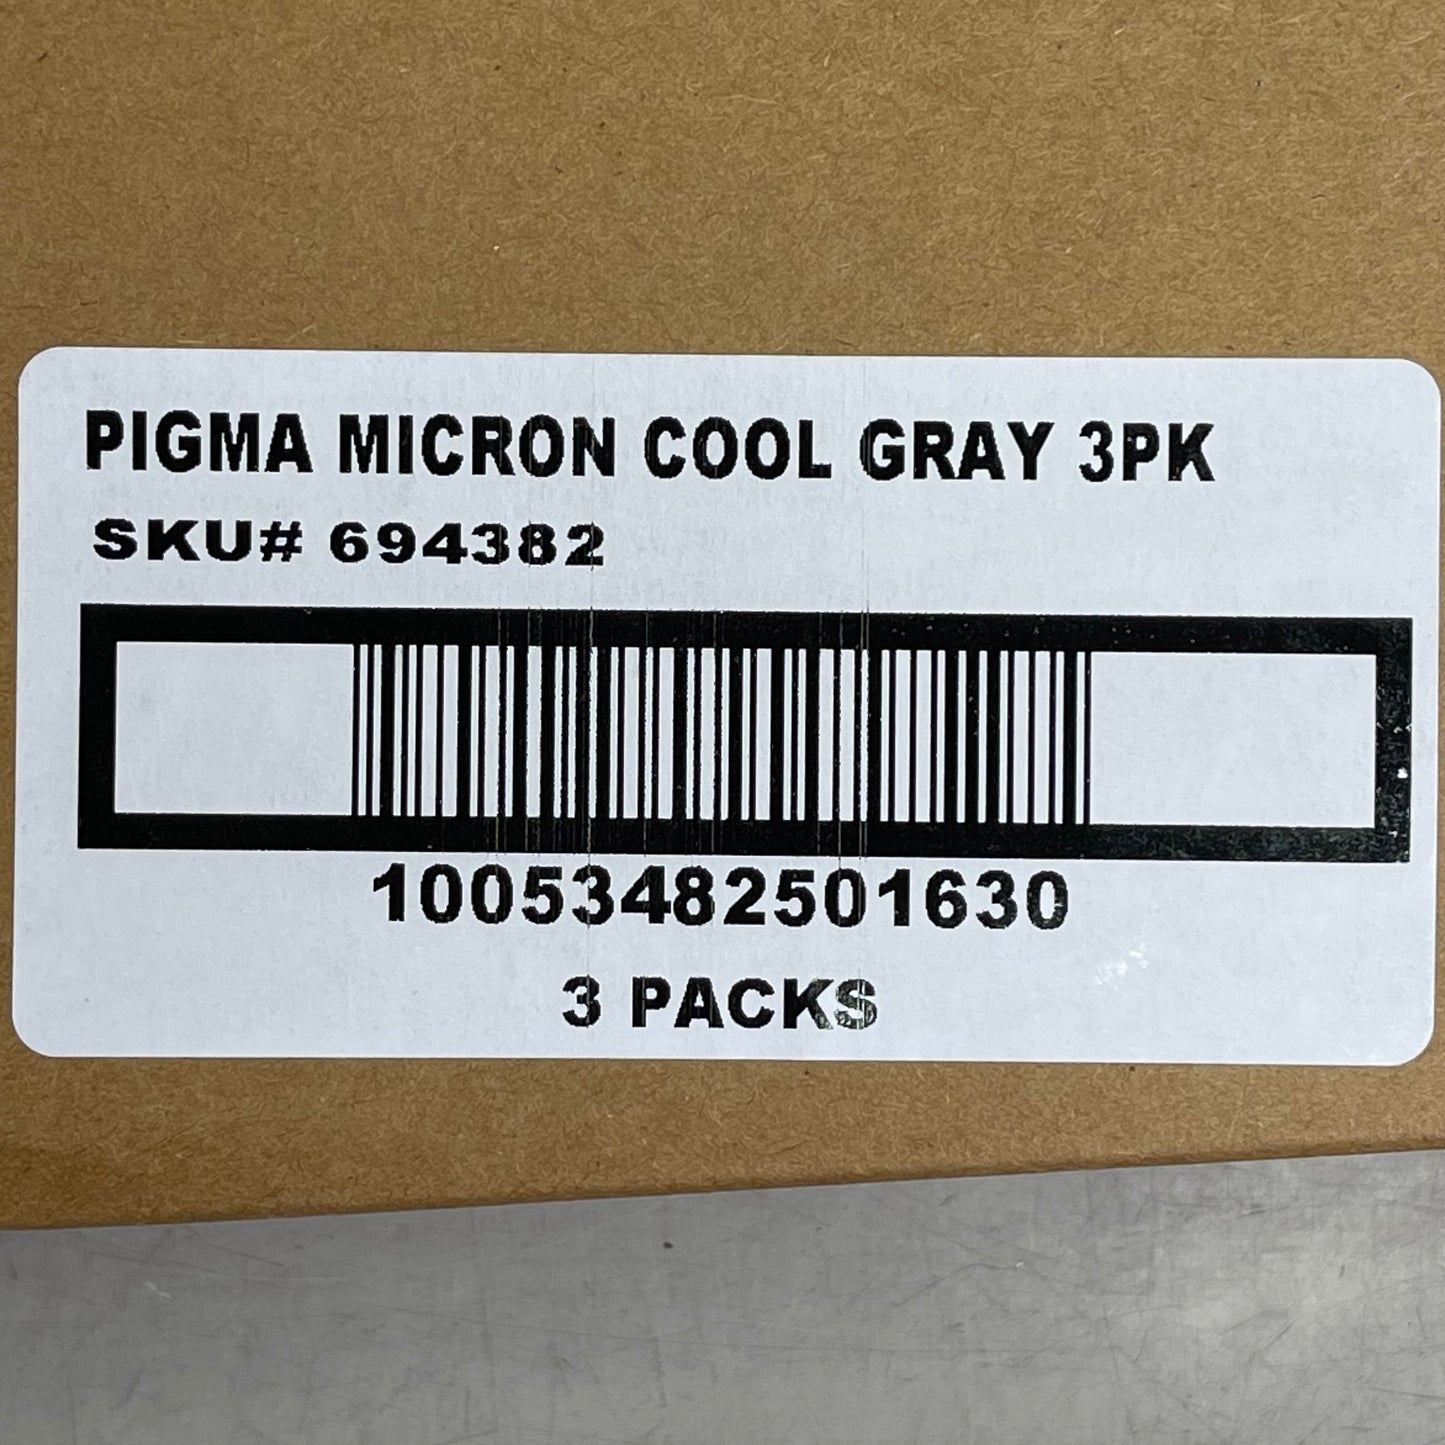 PIGMA MICRON COOL GRAY 3PK
SKU# 694382
10053482501630
3 PACKS